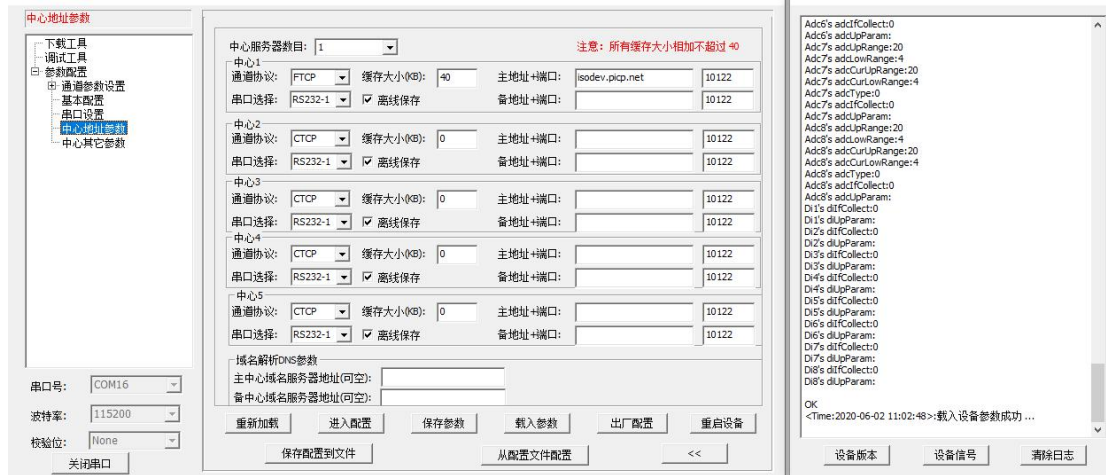 中心地址参数
下载工具
调试工具
参数配置
通道参数设置
基本配置
串口设置
中心地址参数
中心其它参数
串口号: COM16
波特率: 115200
校验位: None
关闭串口
中心服务器数目: 1 注意: 所有缓存大小相加不超过 40
中心1
通道协议: FTCP 缓存大小(KB): 40 主地址+端口: isodev.picp.net 10122
串口选择: RS232-1 离线保存 备地址+端口: 10122
中心2
通道协议: CTCP 缓存大小(KB): 0 主地址+端口: 10122
串口选择: RS232-1 离线保存 备地址+端口: 10122
中心3
通道协议: CTCP 缓存大小(KB): 0 主地址+端口: 10122
串口选择: RS232-1 离线保存 备地址+端口: 10122
中心4
通道协议: CTCP 缓存大小(KB): 0 主地址+端口: 10122
串口选择: RS232-1 离线保存 备地址+端口: 10122
中心5
通道协议: CTCP 缓存大小(KB): 0 主地址+端口: 10122
串口选择: RS232-1 离线保存 备地址+端口: 10122
域名解析DNS参数
主中心域名服务器地址(可空):
备中心域名服务器地址(可空):
重新加载 进入配置 保存参数 载入参数 出厂配置 重启设备
保存配置到文件 从配置文件配置 <<
Adc6's adcIfCollect:0
Adc6's adcUpParam:
Adc7's adcUpRange:20
Adc7's adcLowRange:4
Adc7's adcCurUpRange:20
Adc7's adcCurLowRange:4
Adc7's adcType:0
Adc7's adcIfCollect:0
Adc7's adcUpParam:
Adc8's adcUpRange:20
Adc8's adcLowRange:4
Adc8's adcCurUpRange:20
Adc8's adcCurLowRange:4
Adc8's adcType:0
Adc8's adcIfCollect:0
Adc8's adcUpParam:
Di1's diIfCollect:0
Di1's diUpParam:
Di2's diIfCollect:0
Di2's diUpParam:
Di3's diIfCollect:0
Di3's diUpParam:
Di4's diIfCollect:0
Di4's diUpParam:
Di5's diIfCollect:0
Di5's diUpParam:
Di6's diIfCollect:0
Di6's diUpParam:
Di7's diIfCollect:0
Di7's diUpParam:
Di8's diIfCollect:0
Di8's diUpParam:
OK
<Time:2020-06-02 11:02:48>:载入设备参数成功 ...
设备版本 设备信号 清除日志